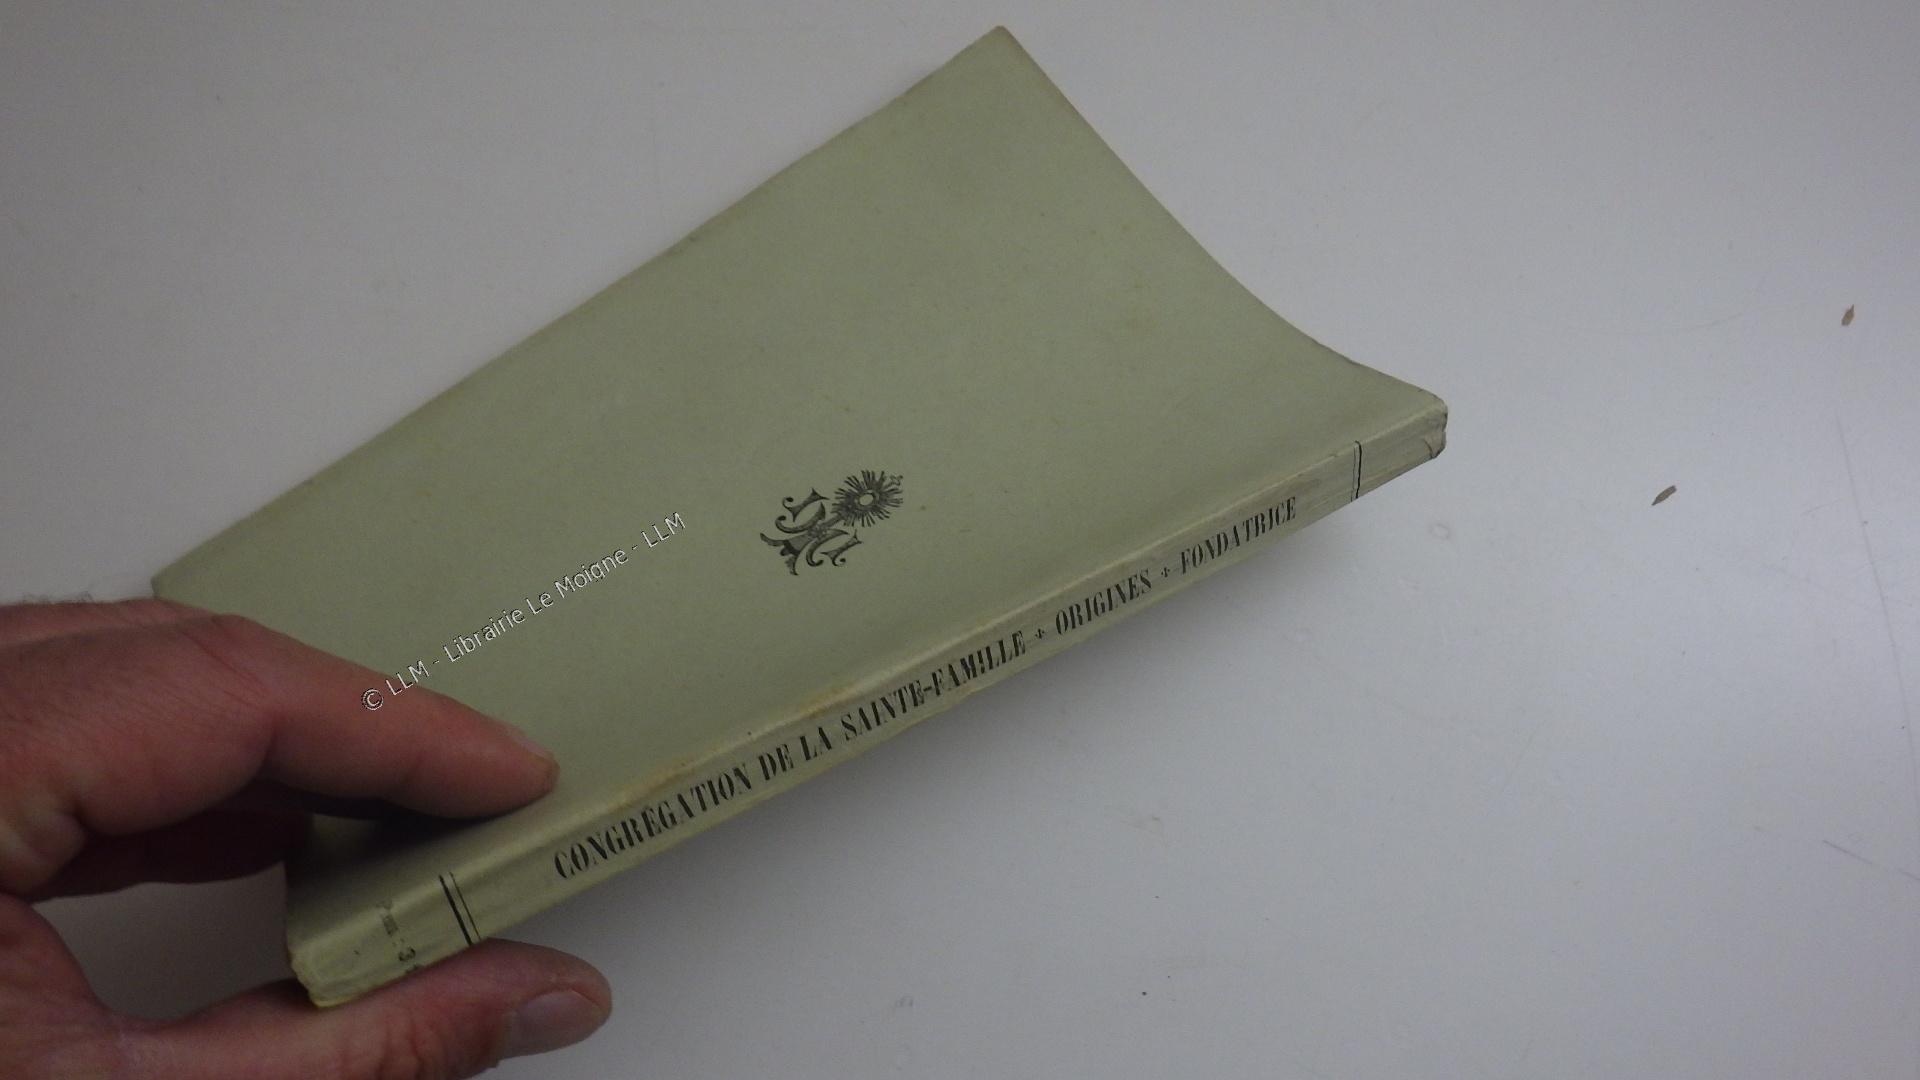 © LLM - Librairie Le Moigne - LLM
CONGRÉGATION DE LA SAINTE-FAMILLE + ORIGINES + FONDATRICE